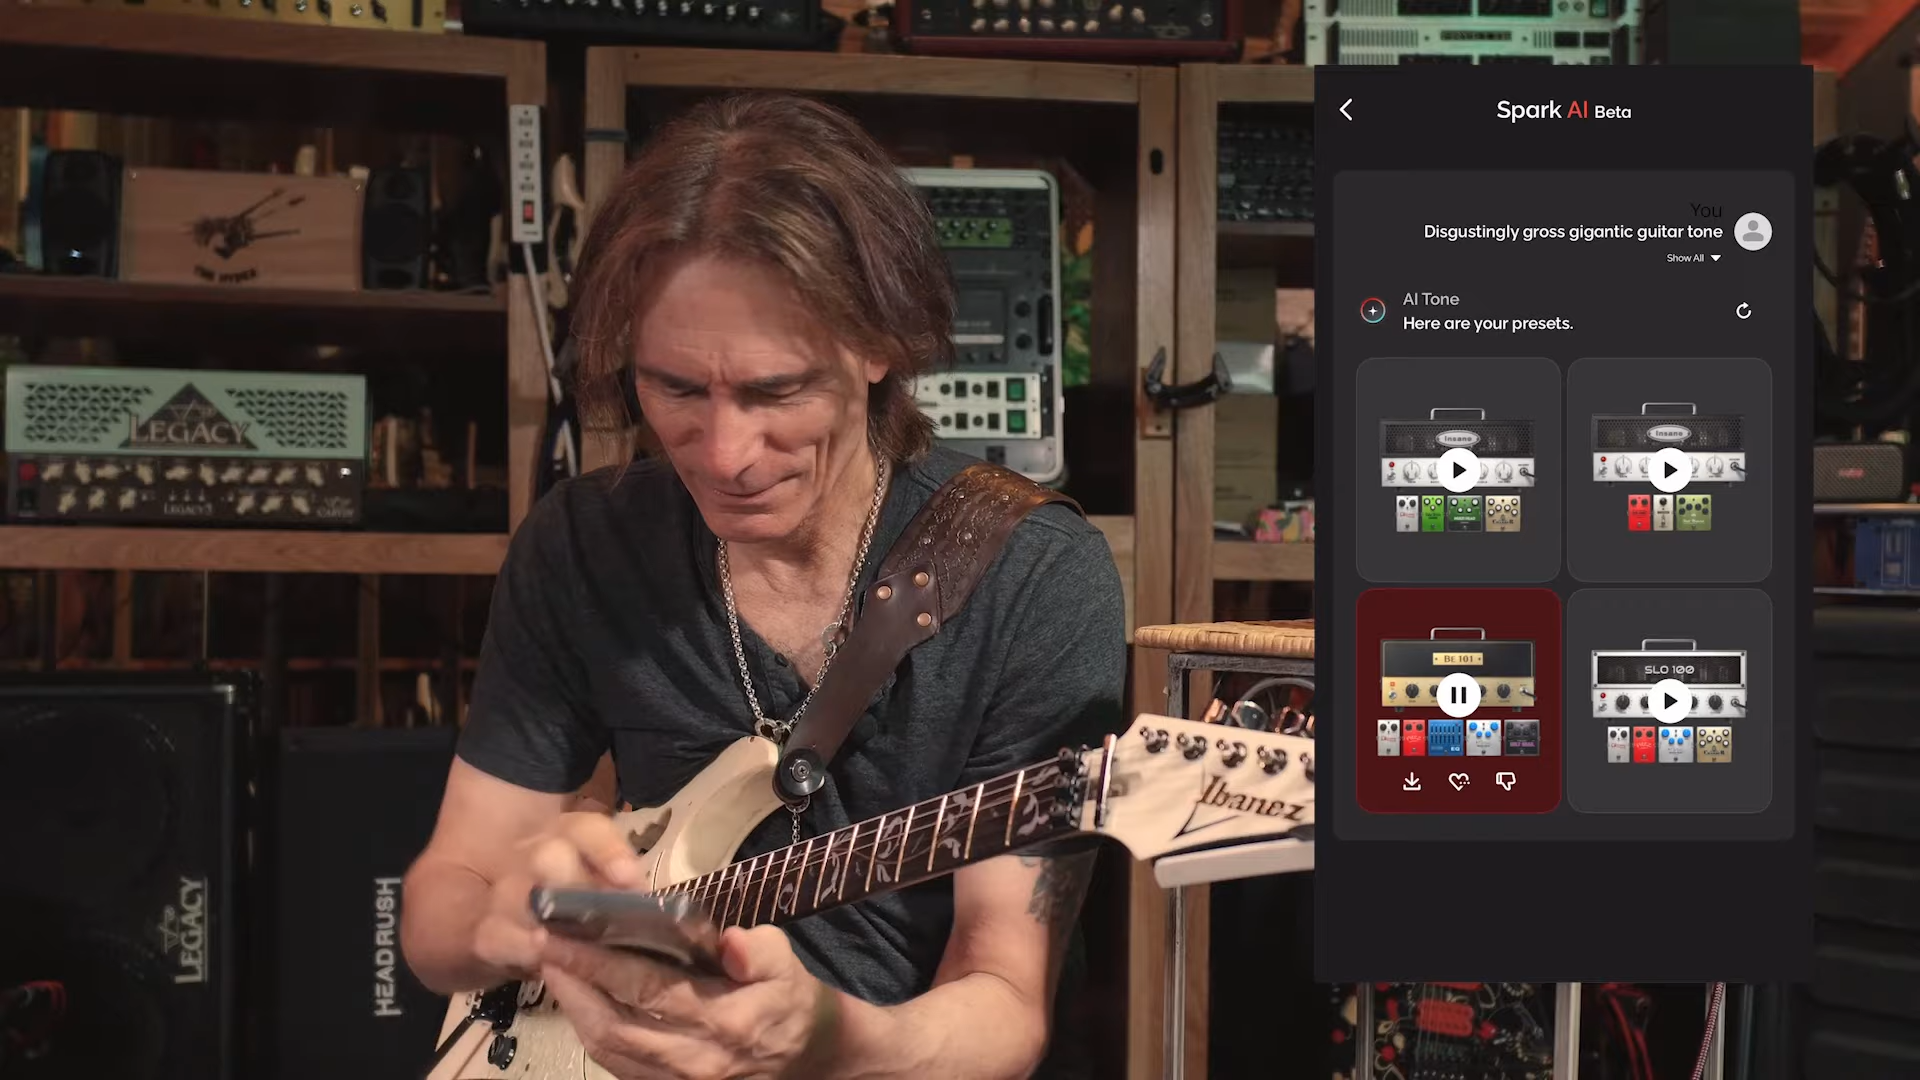 Spark AI Beta
You
Disgustingly gross gigantic guitar tone
Show All
AI Tone
Here are your presets.
Insane
Insane
BE 101
EQ
SLO 100
LEGACY
LEGACY
HEADRUSH
Ibanez